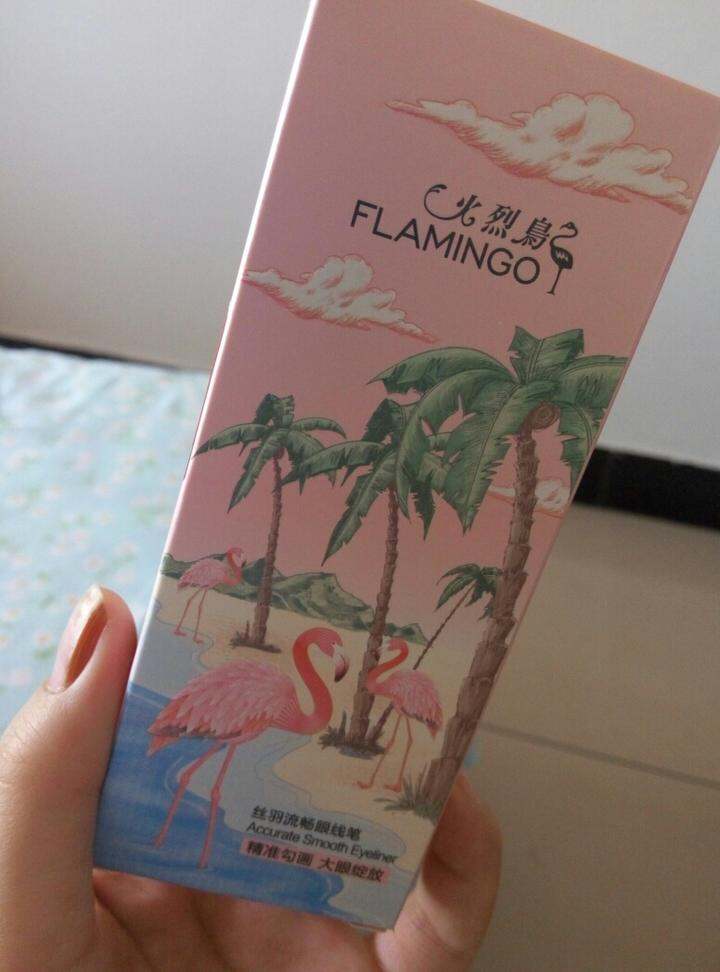 火烈鳥
FLAMINGO
丝羽流畅眼线笔
Accurate Smooth Eyeliner
精准勾画 大眼绽放